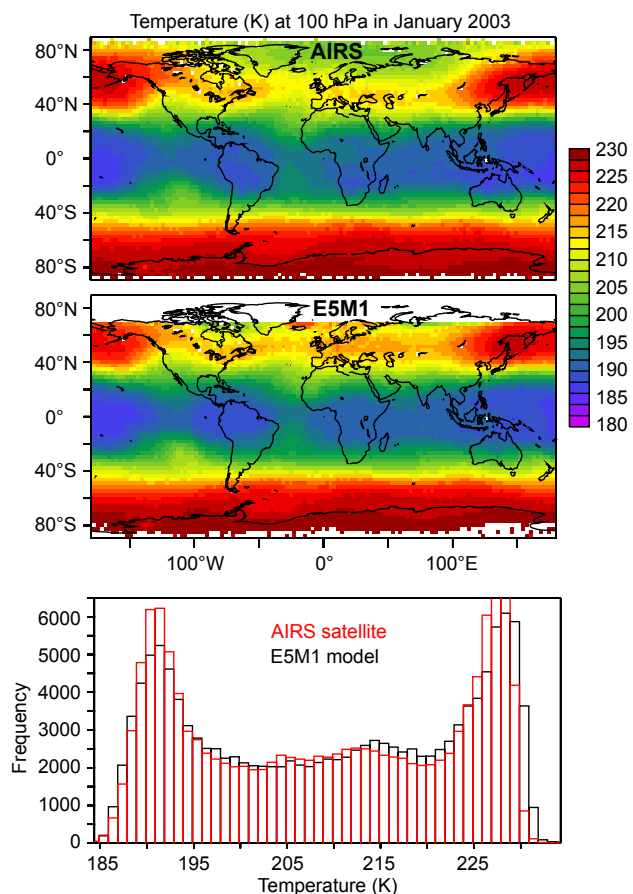 Temperature (K) at 100 hPa in January 2003
AIRS
80°N
40°N
0°
40°S
80°S
E5M1
80°N
40°N
0°
40°S
80°S
100°W 0° 100°E
230
225
220
215
210
205
200
195
190
185
180
AIRS satellite
E5M1 model
Frequency
6000
5000
4000
3000
2000
1000
0
185 195 205 215 225
Temperature (K)